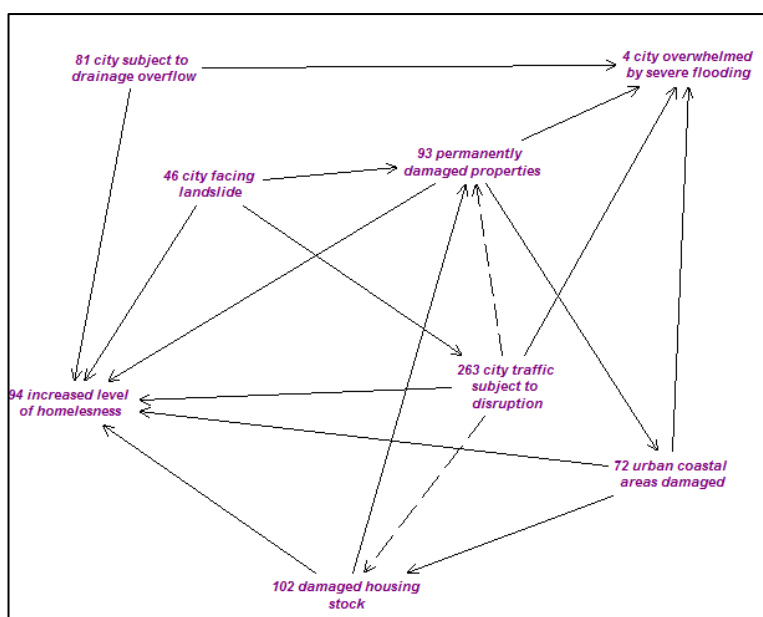 81 city subject to
drainage overflow
4 city overwhelmed
by severe flooding
93 permanently
damaged properties
46 city facing
landslide
263 city traffic
subject to
disruption
94 increased level
of homelesness
72 urban coastal
areas damaged
102 damaged housing
stock